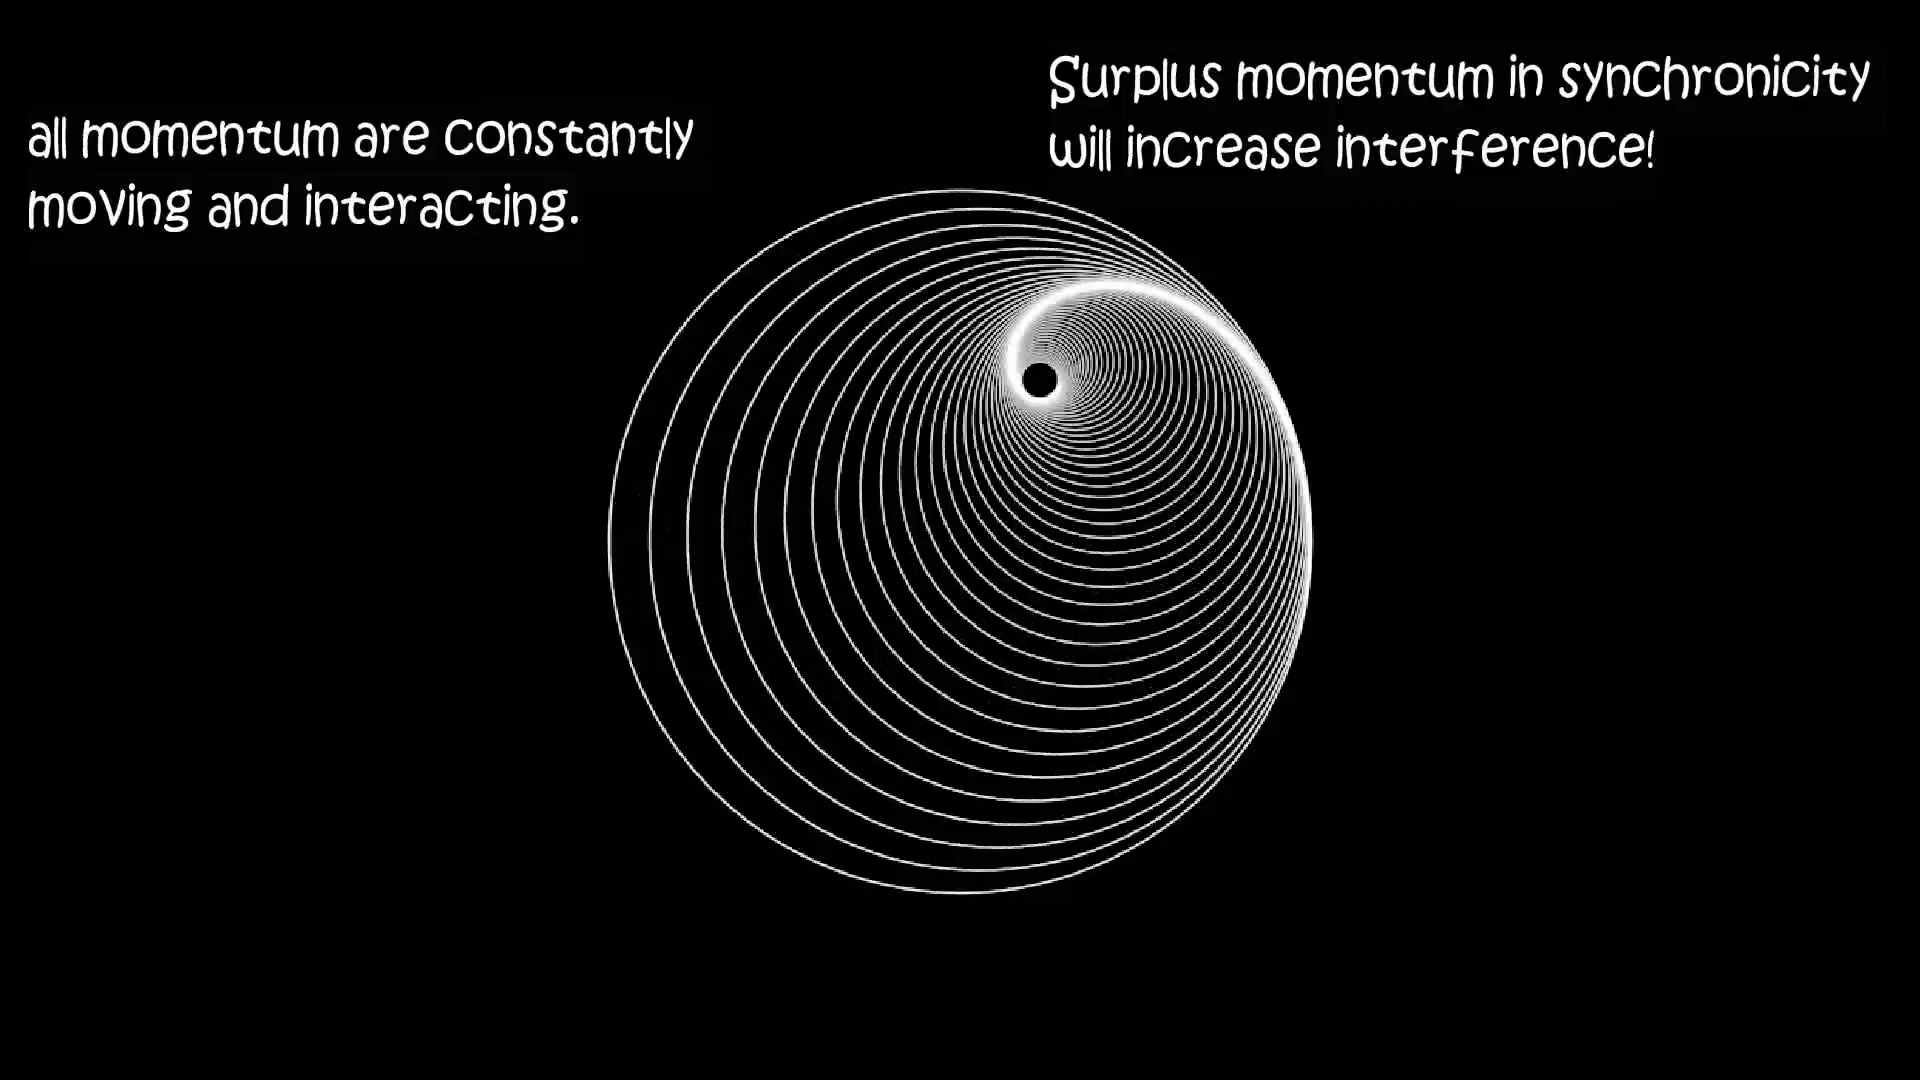 all momentum are constantly
moving and interacting.
Surplus momentum in synchronicity
will increase interference!